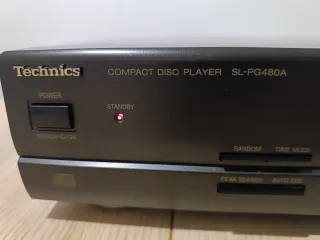 Technics COMPACT DISC PLAYER SL-PG480A
POWER
STANDBY
RANDOM TIME MODE
PEAK SEARCH AUTO CUE